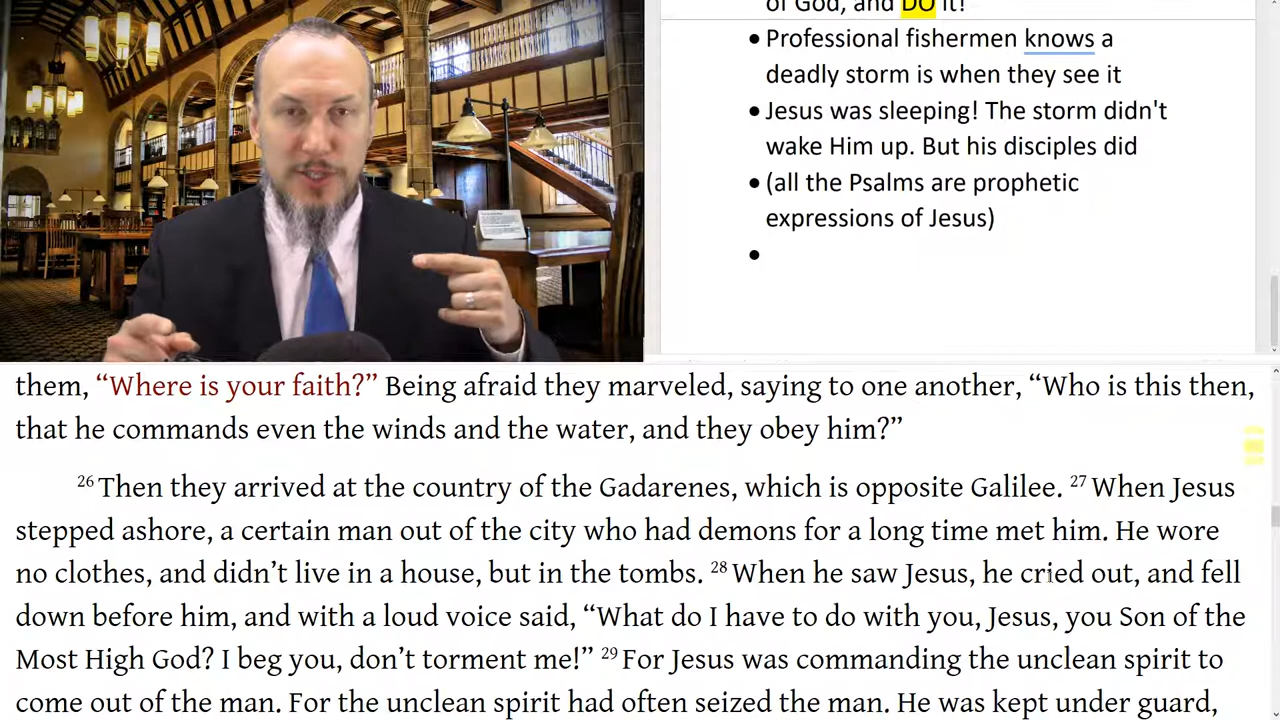 of God, and DO it!
• Professional fishermen knows a
deadly storm is when they see it
• Jesus was sleeping! The storm didn't
wake Him up. But his disciples did
• (all the Psalms are prophetic
expressions of Jesus)
•
them, “Where is your faith?” Being afraid they marveled, saying to one another, “Who is this then,
that he commands even the winds and the water, and they obey him?”
26 Then they arrived at the country of the Gadarenes, which is opposite Galilee. 27 When Jesus
stepped ashore, a certain man out of the city who had demons for a long time met him. He wore
no clothes, and didn’t live in a house, but in the tombs. 28 When he saw Jesus, he cried out, and fell
down before him, and with a loud voice said, “What do I have to do with you, Jesus, you Son of the
Most High God? I beg you, don’t torment me!” 29 For Jesus was commanding the unclean spirit to
come out of the man. For the unclean spirit had often seized the man. He was kept under guard,